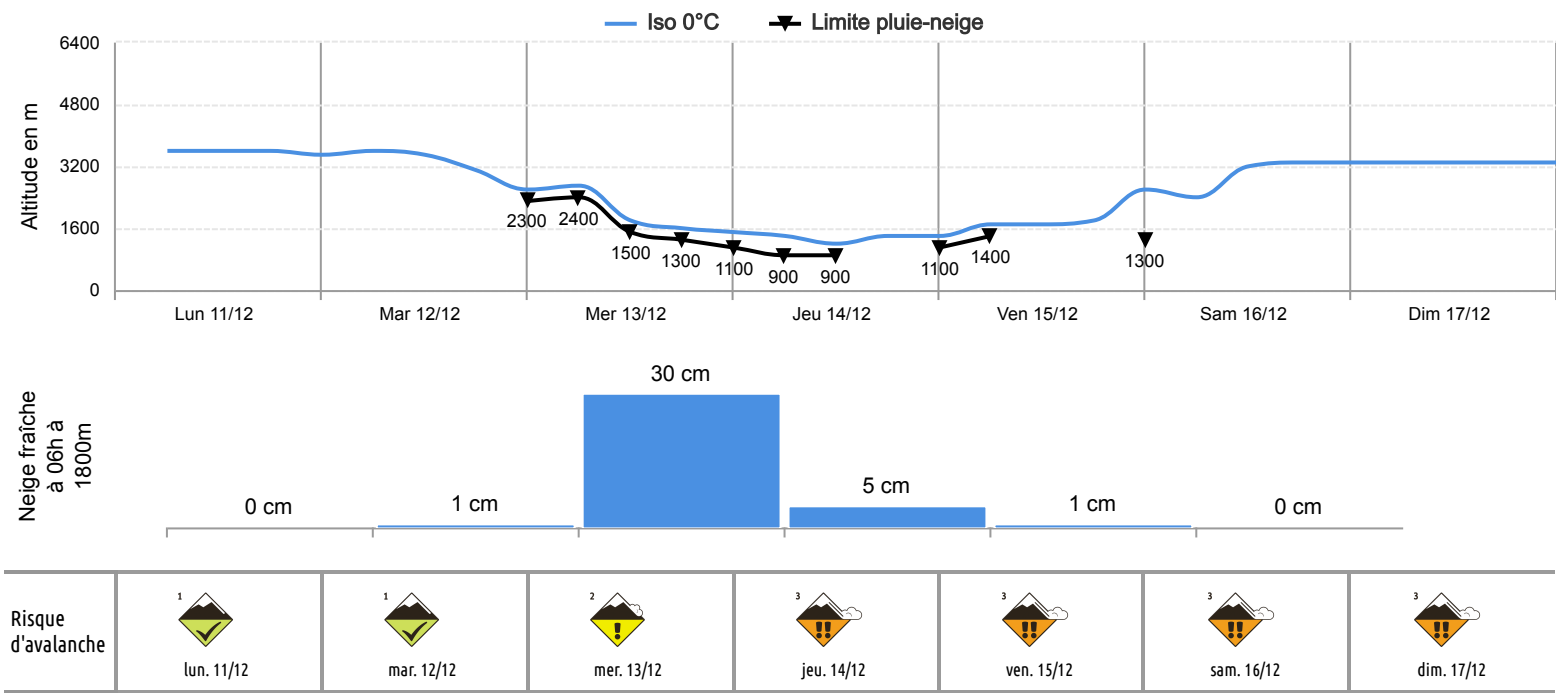 Iso 0°C Limite pluie-neige
6400
4800
3200
1600
0
Altitude en m
2300 2400 1500 1300 1100 900 900 1100 1400 1300
Lun 11/12 Mar 12/12 Mer 13/12 Jeu 14/12 Ven 15/12 Sam 16/12 Dim 17/12
Neige fraîche
à 06h à
1800m
0 cm 1 cm 30 cm 5 cm 1 cm 0 cm
Risque
d'avalanche
1 1 2 3 3 3 3
! !! !! !! !!
lun. 11/12 mar. 12/12 mer. 13/12 jeu. 14/12 ven. 15/12 sam. 16/12 dim. 17/12